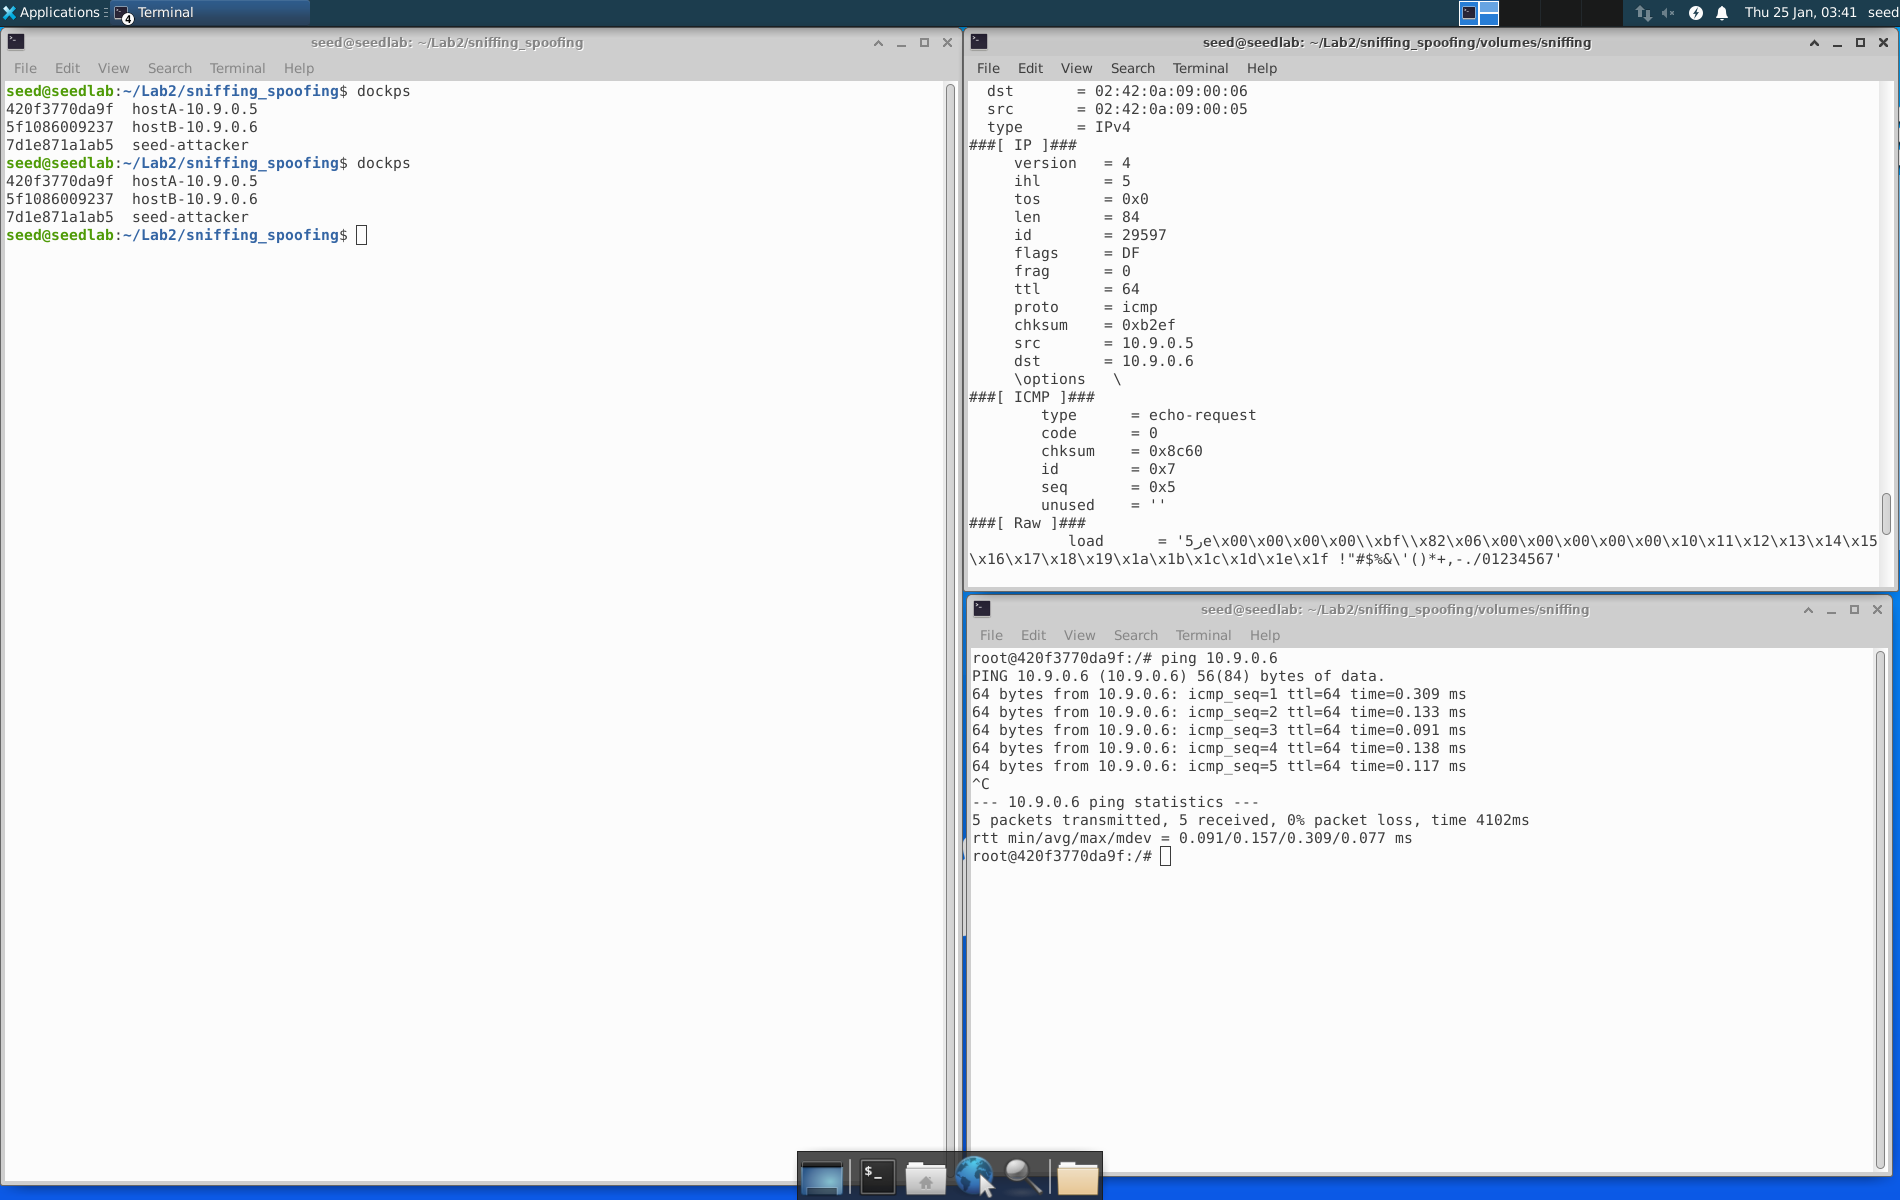 Applications
Terminal
4
Thu 25 Jan, 03:41 seed
seed@seedlab: ~/Lab2/sniffing_spoofing
File Edit View Search Terminal Help
seed@seedlab:~/Lab2/sniffing_spoofing$ dockps
420f3770da9f  hostA-10.9.0.5
5f1086009237  hostB-10.9.0.6
7d1e871a1ab5  seed-attacker
seed@seedlab:~/Lab2/sniffing_spoofing$ dockps
420f3770da9f  hostA-10.9.0.5
5f1086009237  hostB-10.9.0.6
7d1e871a1ab5  seed-attacker
seed@seedlab:~/Lab2/sniffing_spoofing$
seed@seedlab: ~/Lab2/sniffing_spoofing/volumes/sniffing
File Edit View Search Terminal Help
dst       = 02:42:0a:09:00:06
src       = 02:42:0a:09:00:05
type      = IPv4
###[ IP ]###
version   = 4
ihl       = 5
tos       = 0x0
len       = 84
id        = 29597
flags     = DF
frag      = 0
ttl       = 64
proto     = icmp
chksum    = 0xb2ef
src       = 10.9.0.5
dst       = 10.9.0.6
\options   \
###[ ICMP ]###
type      = echo-request
code      = 0
chksum    = 0x8c60
id        = 0x7
seq       = 0x5
unused    = ''
###[ Raw ]###
load      = '5رe\x00\x00\x00\x00\\xbf\\x82\x06\x00\x00\x00\x00\x00\x10\x11\x12\x13\x14\x15
\x16\x17\x18\x19\x1a\x1b\x1c\x1d\x1e\x1f !"#$%&\'()*+,-./01234567'
seed@seedlab: ~/Lab2/sniffing_spoofing/volumes/sniffing
File Edit View Search Terminal Help
root@420f3770da9f:/# ping 10.9.0.6
PING 10.9.0.6 (10.9.0.6) 56(84) bytes of data.
64 bytes from 10.9.0.6: icmp_seq=1 ttl=64 time=0.309 ms
64 bytes from 10.9.0.6: icmp_seq=2 ttl=64 time=0.133 ms
64 bytes from 10.9.0.6: icmp_seq=3 ttl=64 time=0.091 ms
64 bytes from 10.9.0.6: icmp_seq=4 ttl=64 time=0.138 ms
64 bytes from 10.9.0.6: icmp_seq=5 ttl=64 time=0.117 ms
^C
--- 10.9.0.6 ping statistics ---
5 packets transmitted, 5 received, 0% packet loss, time 4102ms
rtt min/avg/max/mdev = 0.091/0.157/0.309/0.077 ms
root@420f3770da9f:/#
$_